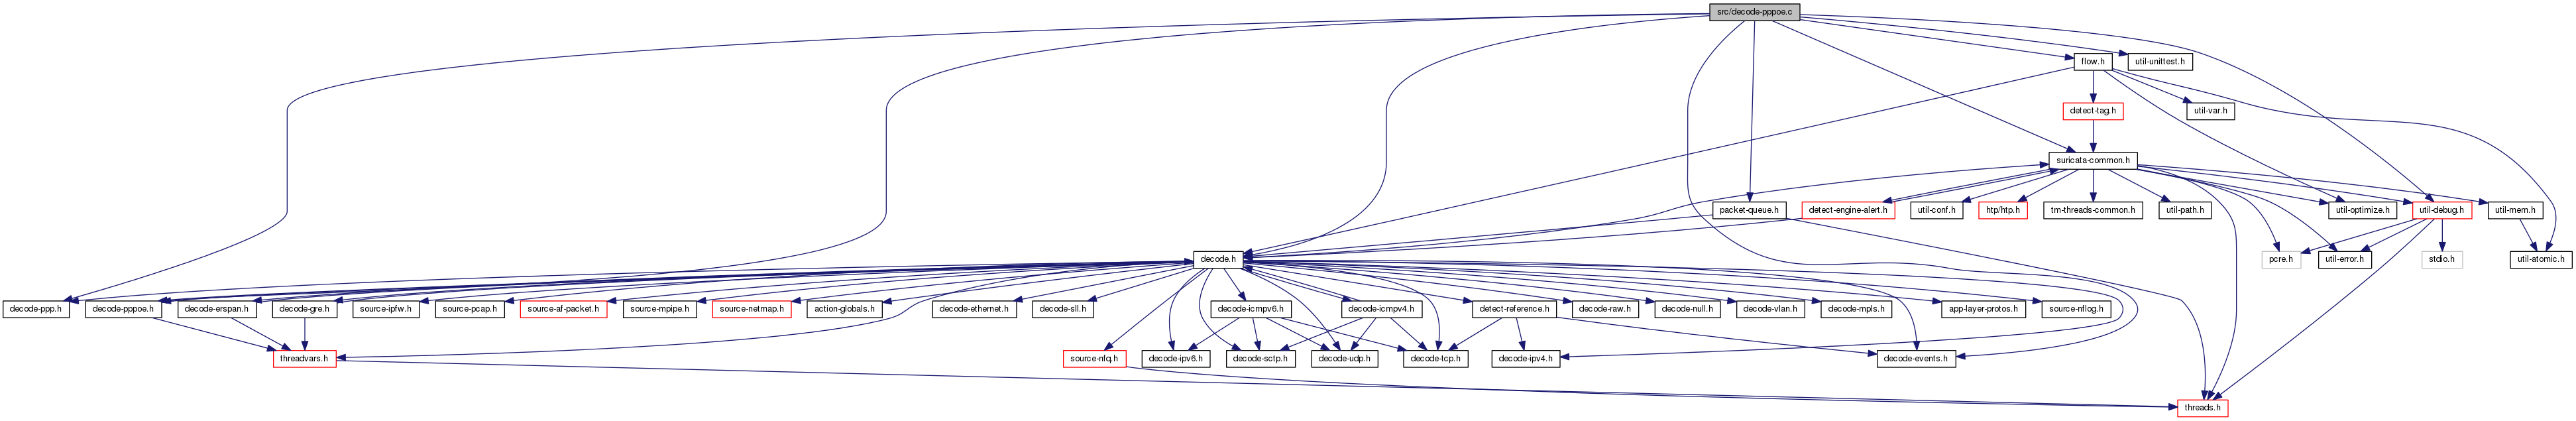 src/decode-pppoe.c
flow.h
util-unittest.h
detect-tag.h
util-var.h
suricata-common.h
packet-queue.h
detect-engine-alert.h
util-conf.h
htp/htp.h
tm-threads-common.h
util-path.h
util-optimize.h
util-debug.h
util-mem.h
decode.h
pcre.h
util-error.h
stdio.h
util-atomic.h
decode-ppp.h
decode-pppoe.h
decode-erspan.h
decode-gre.h
source-ipfw.h
source-pcap.h
source-af-packet.h
source-mpipe.h
source-netmap.h
action-globals.h
decode-ethernet.h
decode-sll.h
decode-icmpv6.h
decode-icmpv4.h
detect-reference.h
decode-raw.h
decode-null.h
decode-vlan.h
decode-mpls.h
app-layer-protos.h
source-nflog.h
threadvars.h
source-nfq.h
decode-ipv6.h
decode-sctp.h
decode-udp.h
decode-tcp.h
decode-ipv4.h
decode-events.h
threads.h